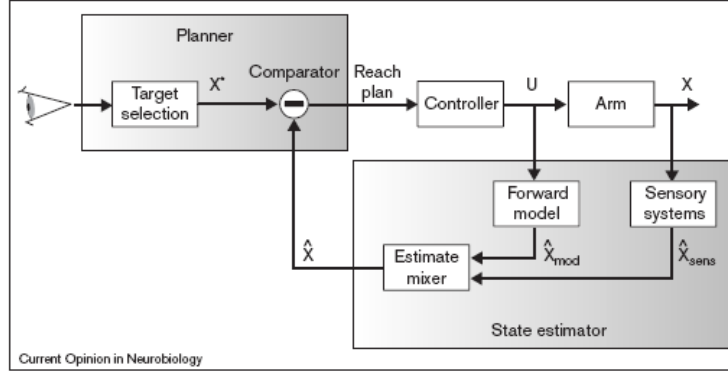 Planner
Target
selection
X*
Comparator
Reach
plan
Controller
U
Arm
X
Forward
model
Sensory
systems
X̂
Estimate
mixer
X̂mod
X̂sens
State estimator
Current Opinion in Neurobiology